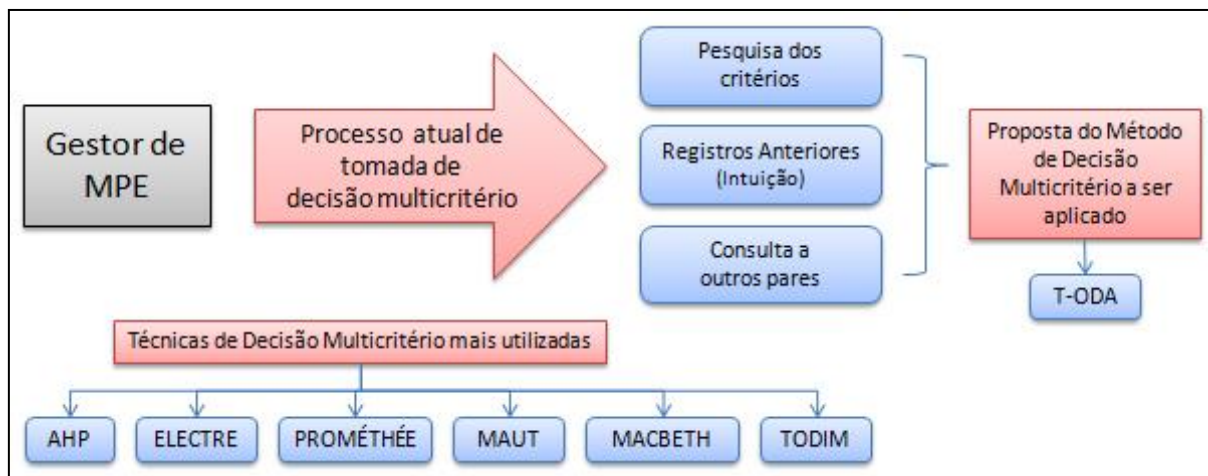 Gestor de
MPE
Processo atual de
tomada de
decisão multicritério
Pesquisa dos
critérios
Registros Anteriores
(Intuição)
Consulta a
outros pares
Proposta do Método
de Decisão
Multicritério a ser
aplicado
T-ODA
Técnicas de Decisão Multicritério mais utilizadas
AHP
ELECTRE
PROMÉTHÉE
MAUT
MACBETH
TODIM